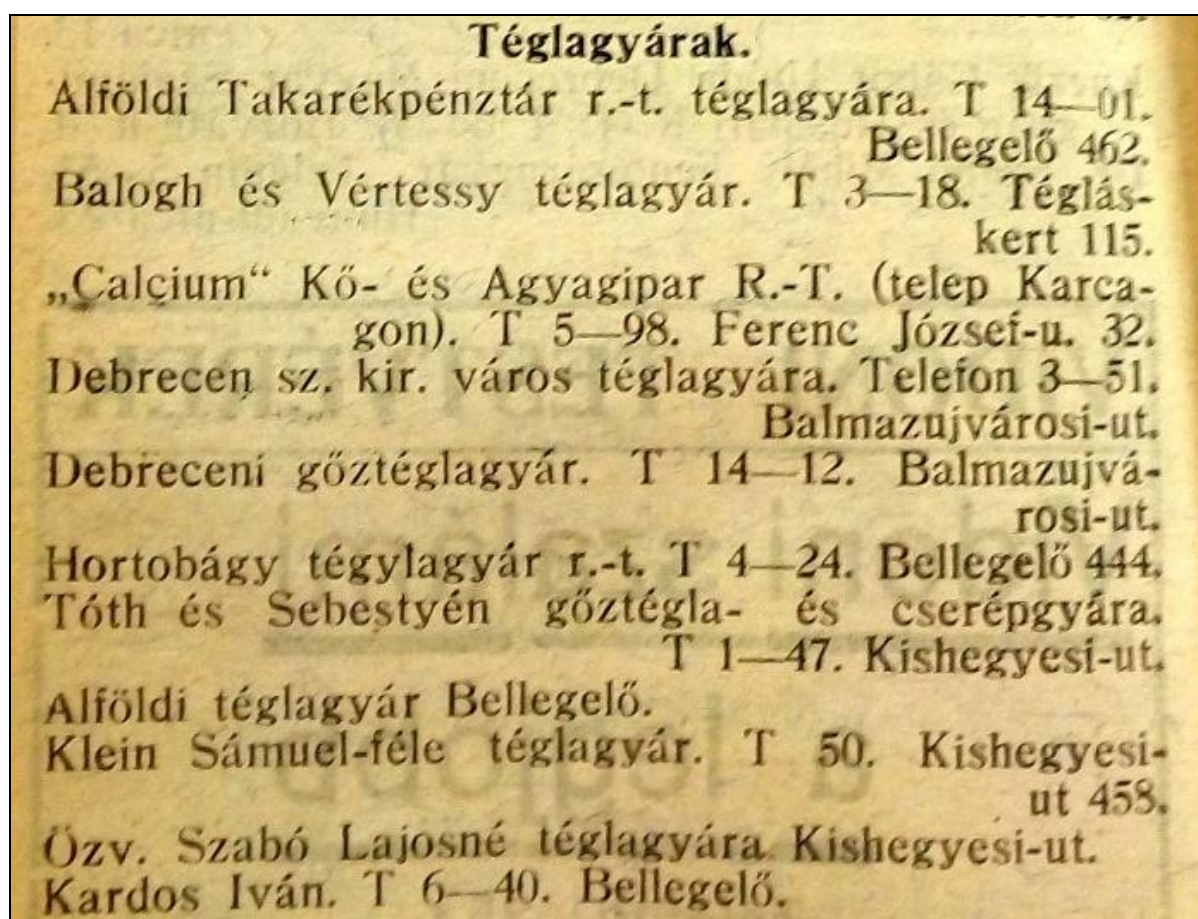 Téglagyárak.
Alföldi Takarékpénztár r.-t. téglagyára. T 14—01.
Bellegelő 462.
Balogh és Vértessy téglagyár. T 3—18. Tégláskert 115.
„Calcium“ Kő- és Agyagipar R.-T. (telep Karca-
gon). T 5—98. Ferenc József-u. 32.
Debrecen sz. kir. város téglagyára. Telefon 3—51.
Balmazujvárosi-ut.
Debreceni gőztéglagyár. T 14—12. Balmazujvá-
rosi-ut.
Hortobágy tégylagyár r.-t. T 4—24. Bellegelő 444.
Tóth és Sebestyén gőztégla- és cserépgyára.
T 1—47. Kishegyesi-ut.
Alföldi téglagyár Bellegelő.
Klein Sámuel-féle téglagyár. T 50. Kishegyesi-
ut 458.
Özv. Szabó Lajosné téglagyára Kishegyesi-ut.
Kardos Iván. T 6—40. Bellegelő.